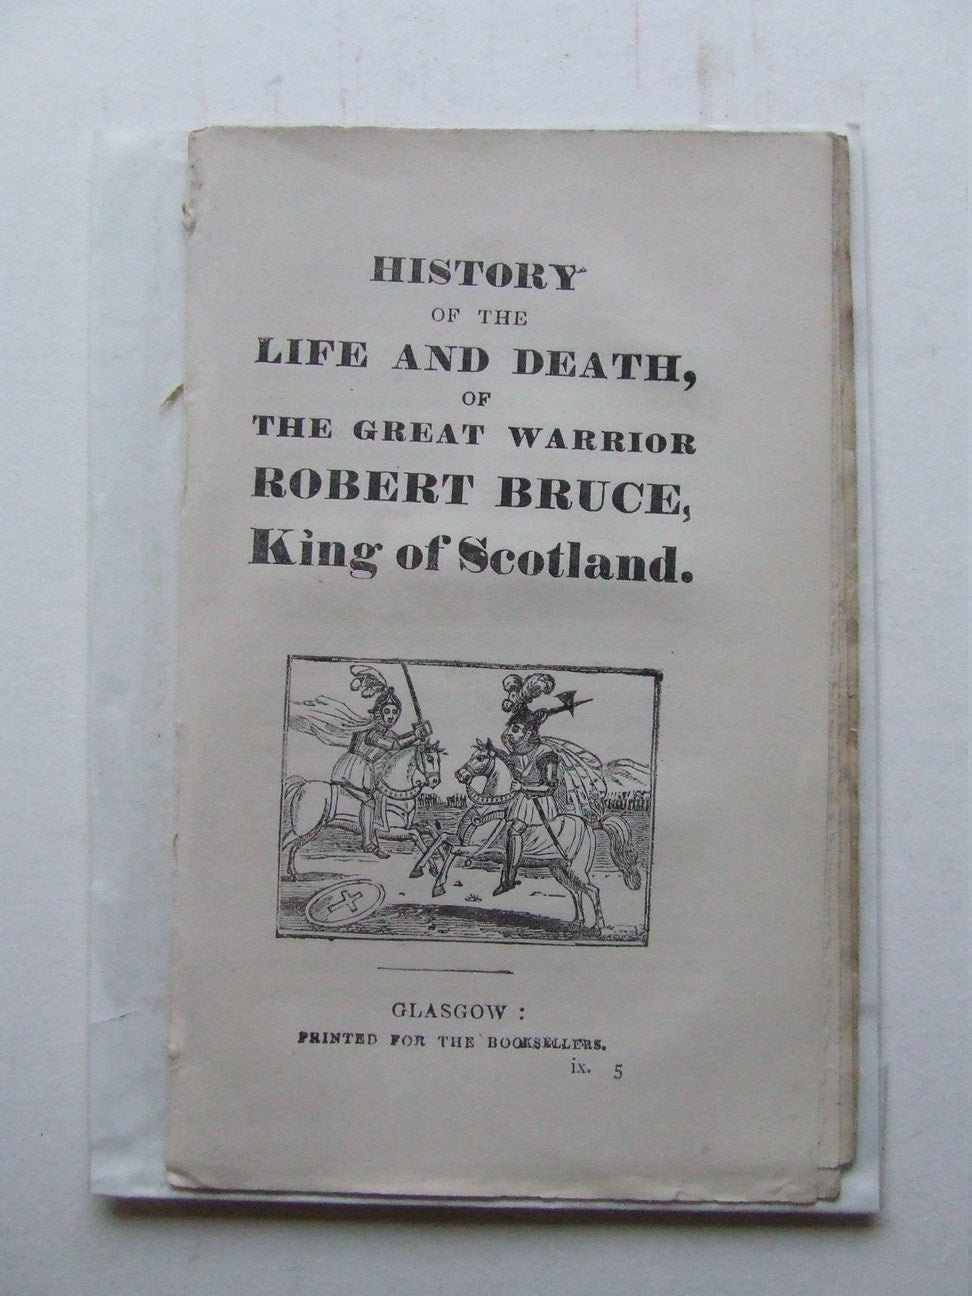 HISTORY
OF THE
LIFE AND DEATH,
OF
THE GREAT WARRIOR
ROBERT BRUCE,
King of Scotland.
GLASGOW:
PRINTED FOR THE BOOKSELLERS.
ix. 5